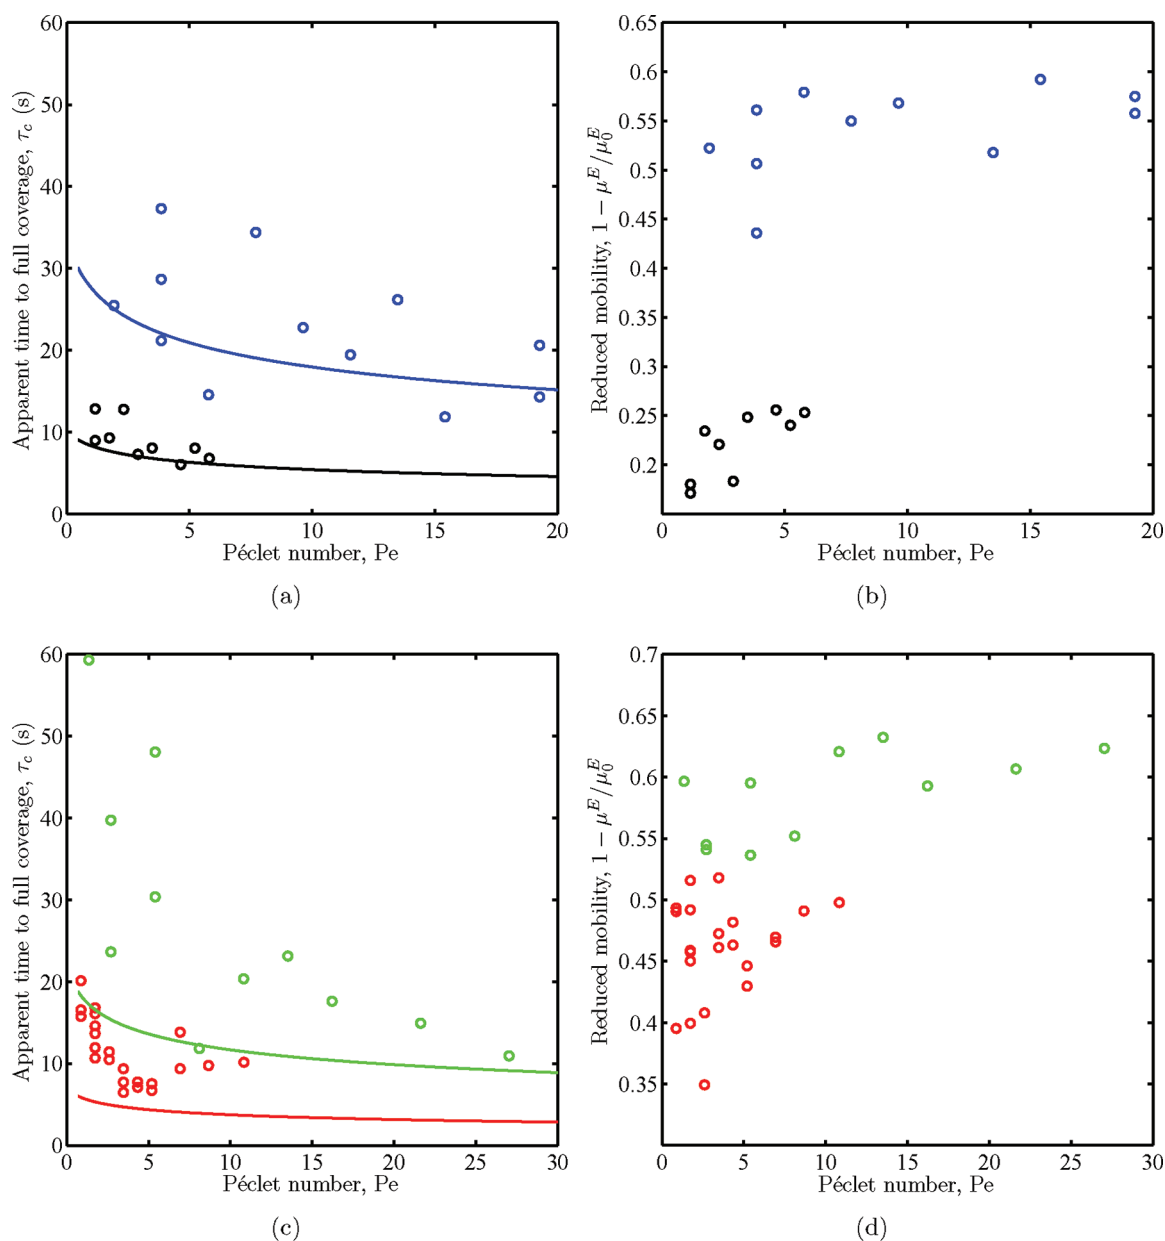 60
50
40
30
20
10
0
0 5 10 15 20
Apparent time to full coverage, τc (s)
Péclet number, Pe
(a)
0.65
0.6
0.55
0.5
0.45
0.4
0.35
0.3
0.25
0.2
0 5 10 15 20
Reduced mobility, 1 − μ^E/μ_0^E
Péclet number, Pe
(b)
60
50
40
30
20
10
0
0 5 10 15 20 25 30
Apparent time to full coverage, τc (s)
Péclet number, Pe
(c)
0.7
0.65
0.6
0.55
0.5
0.45
0.4
0.35
0 5 10 15 20 25 30
Reduced mobility, 1 − μ^E/μ_0^E
Péclet number, Pe
(d)